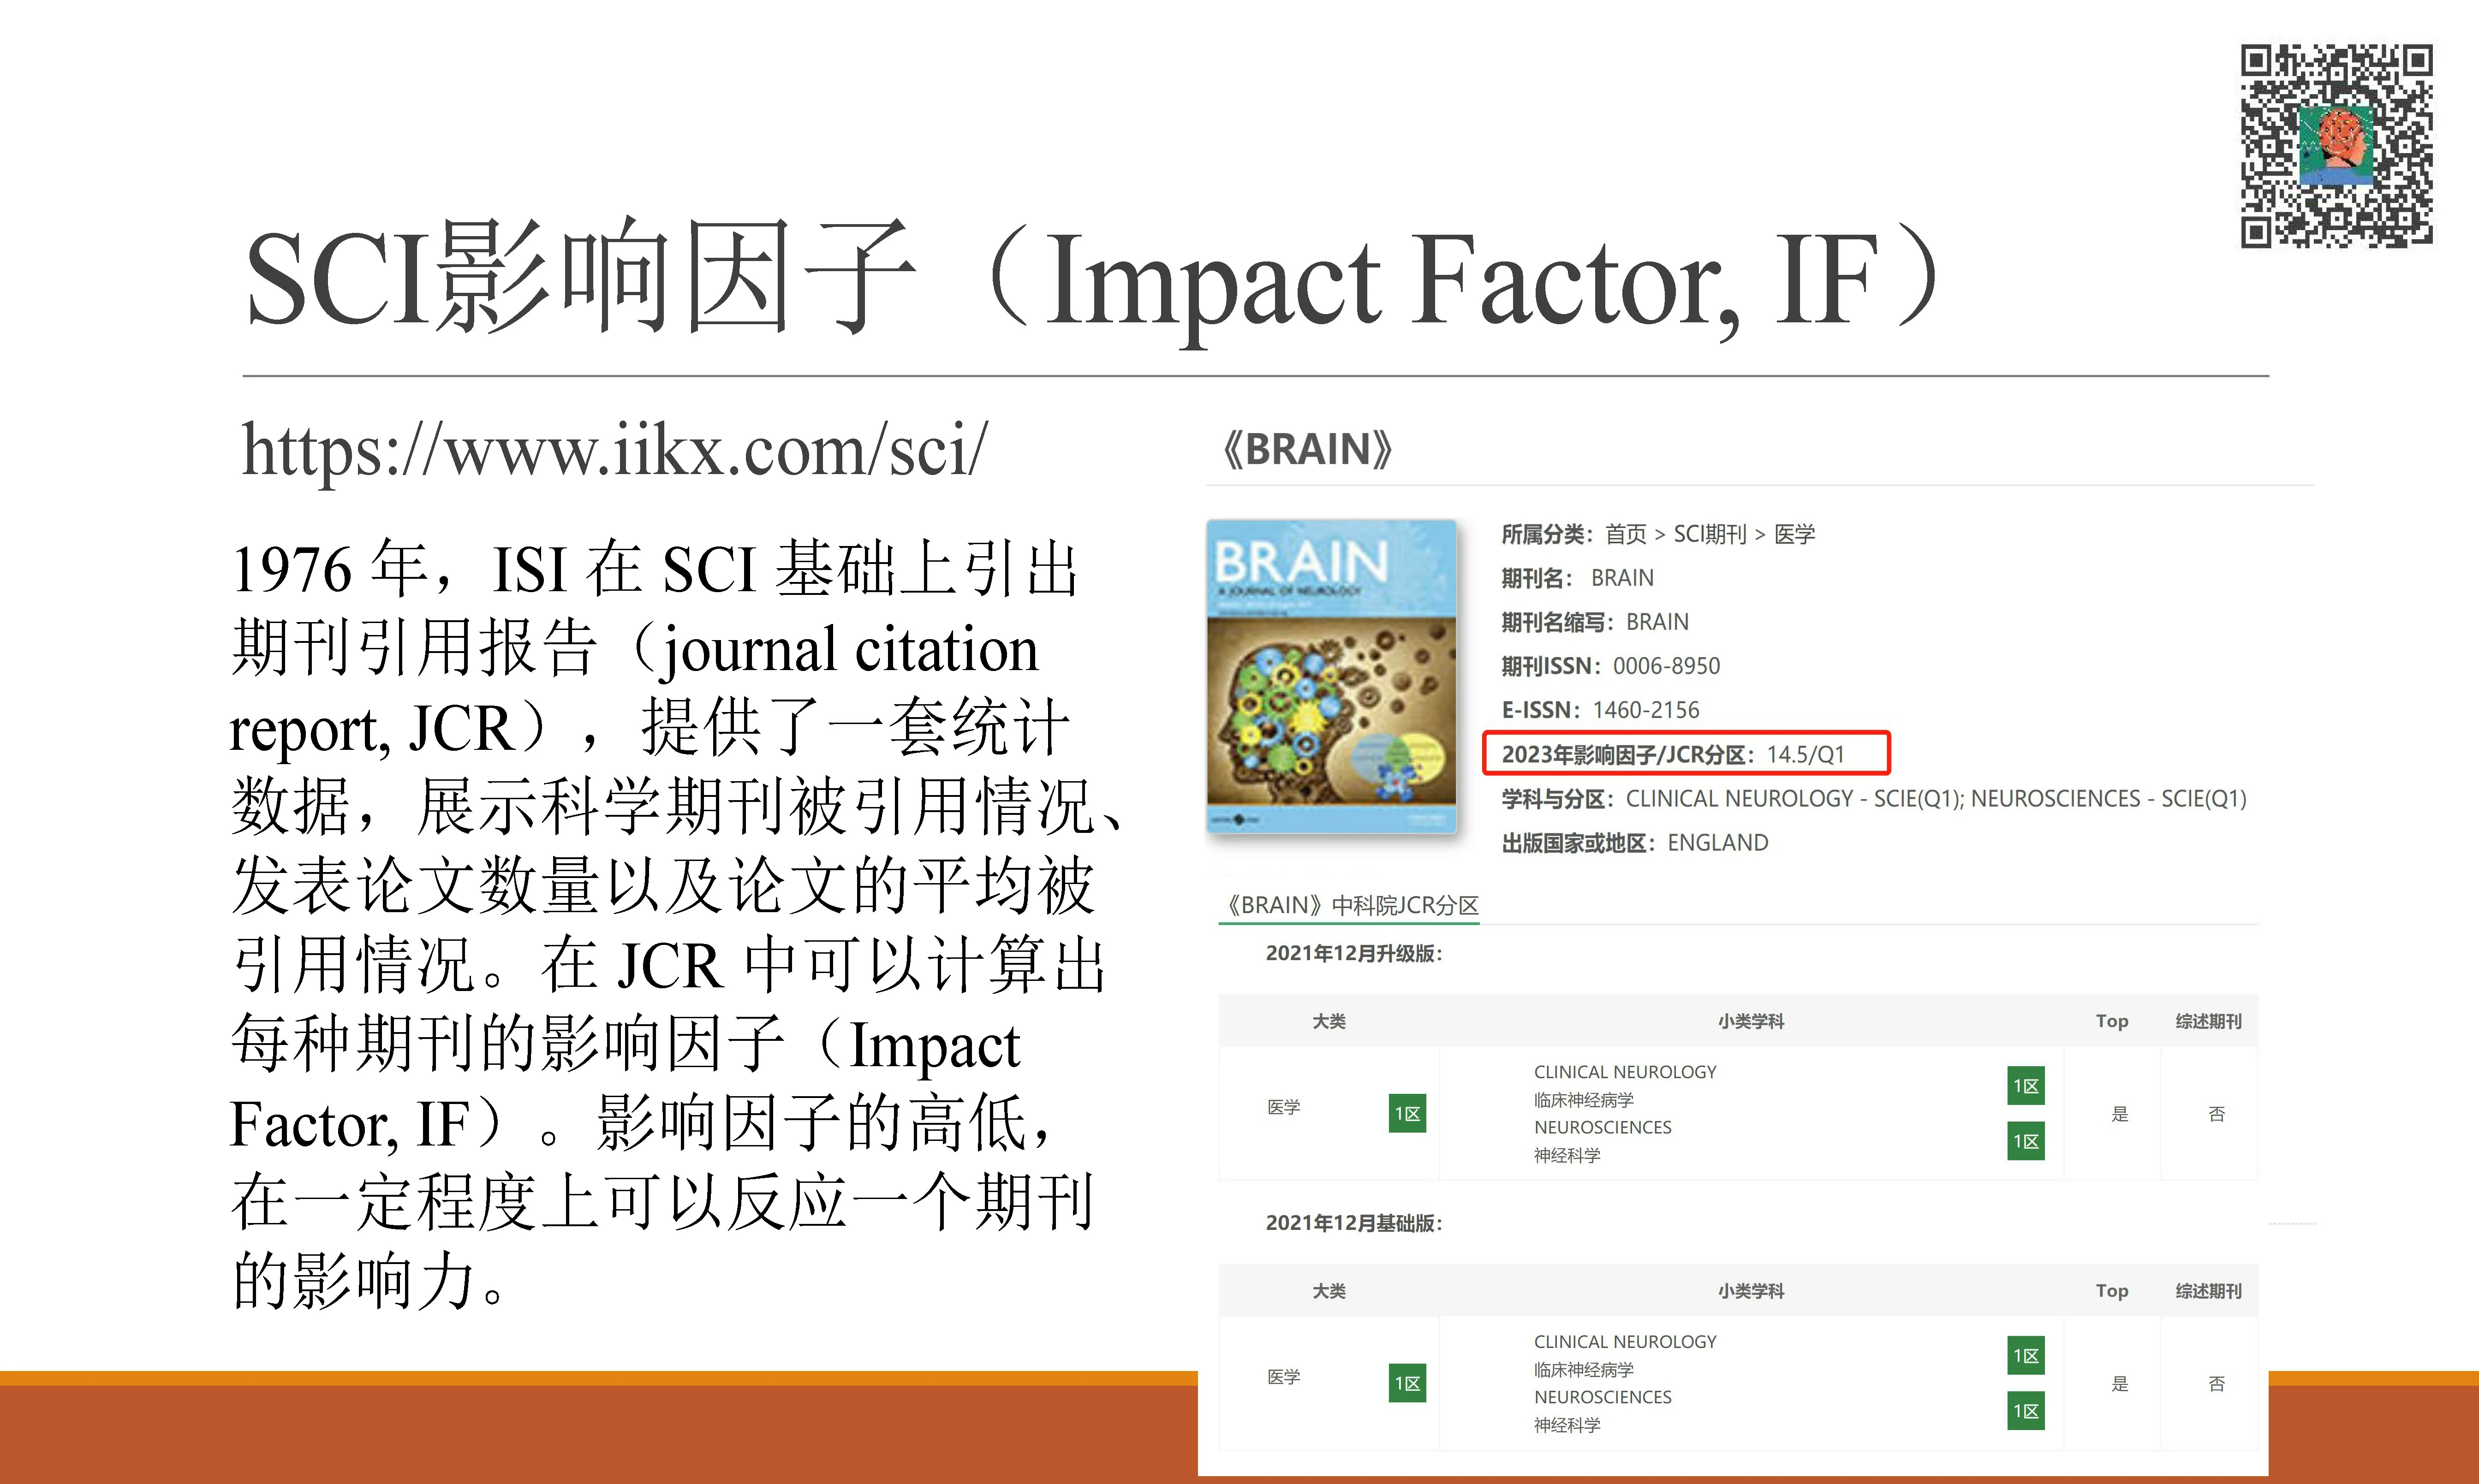 SCI影响因子（Impact Factor, IF）
https://www.iikx.com/sci/
1976 年，ISI 在 SCI 基础上引出
期刊引用报告（journal citation
report, JCR），提供了一套统计
数据，展示科学期刊被引用情况、
发表论文数量以及论文的平均被
引用情况。在 JCR 中可以计算出
每种期刊的影响因子（Impact
Factor, IF）。影响因子的高低，
在一定程度上可以反应一个期刊
的影响力。
《BRAIN》
BRAIN
A JOURNAL OF NEUROLOGY
所属分类：首页 > SCI期刊 > 医学
期刊名： BRAIN
期刊名缩写：BRAIN
期刊ISSN：0006-8950
E-ISSN：1460-2156
2023年影响因子/JCR分区：14.5/Q1
学科与分区：CLINICAL NEUROLOGY - SCIE(Q1); NEUROSCIENCES - SCIE(Q1)
出版国家或地区：ENGLAND
《BRAIN》中科院JCR分区
2021年12月升级版：
大类 小类学科 Top 综述期刊
医学 1区
CLINICAL NEUROLOGY
临床神经病学
1区
NEUROSCIENCES
神经科学
1区
是 否
2021年12月基础版：
大类 小类学科 Top 综述期刊
医学 1区
CLINICAL NEUROLOGY
临床神经病学
1区
NEUROSCIENCES
神经科学
1区
是 否